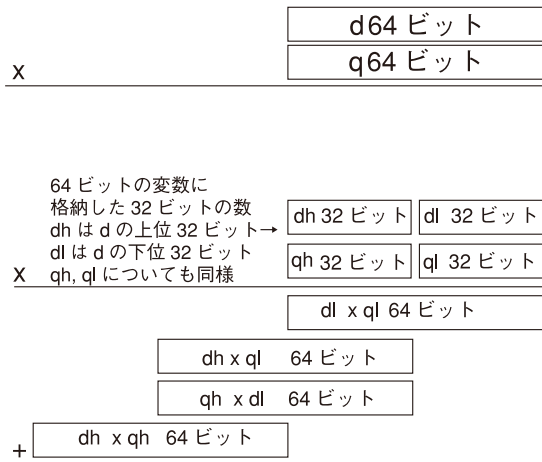 d64 ビット
q64 ビット
x
64 ビットの変数に
格納した 32 ビットの数
dh は d の上位 32 ビット→
dl は d の下位 32 ビット
qh, ql についても同様
dh 32 ビット
dl 32 ビット
qh 32 ビット
ql 32 ビット
x
dl x ql 64 ビット
dh x ql 64 ビット
qh x dl 64 ビット
dh x qh 64 ビット
+